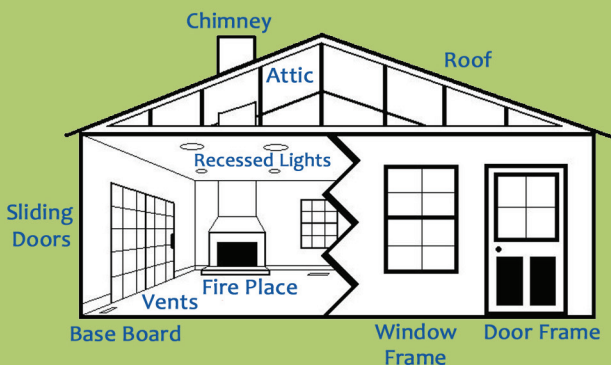 Chimney
Roof
Attic
Recessed Lights
Sliding
Doors
Fire Place
Vents
Base Board
Window
Frame
Door Frame